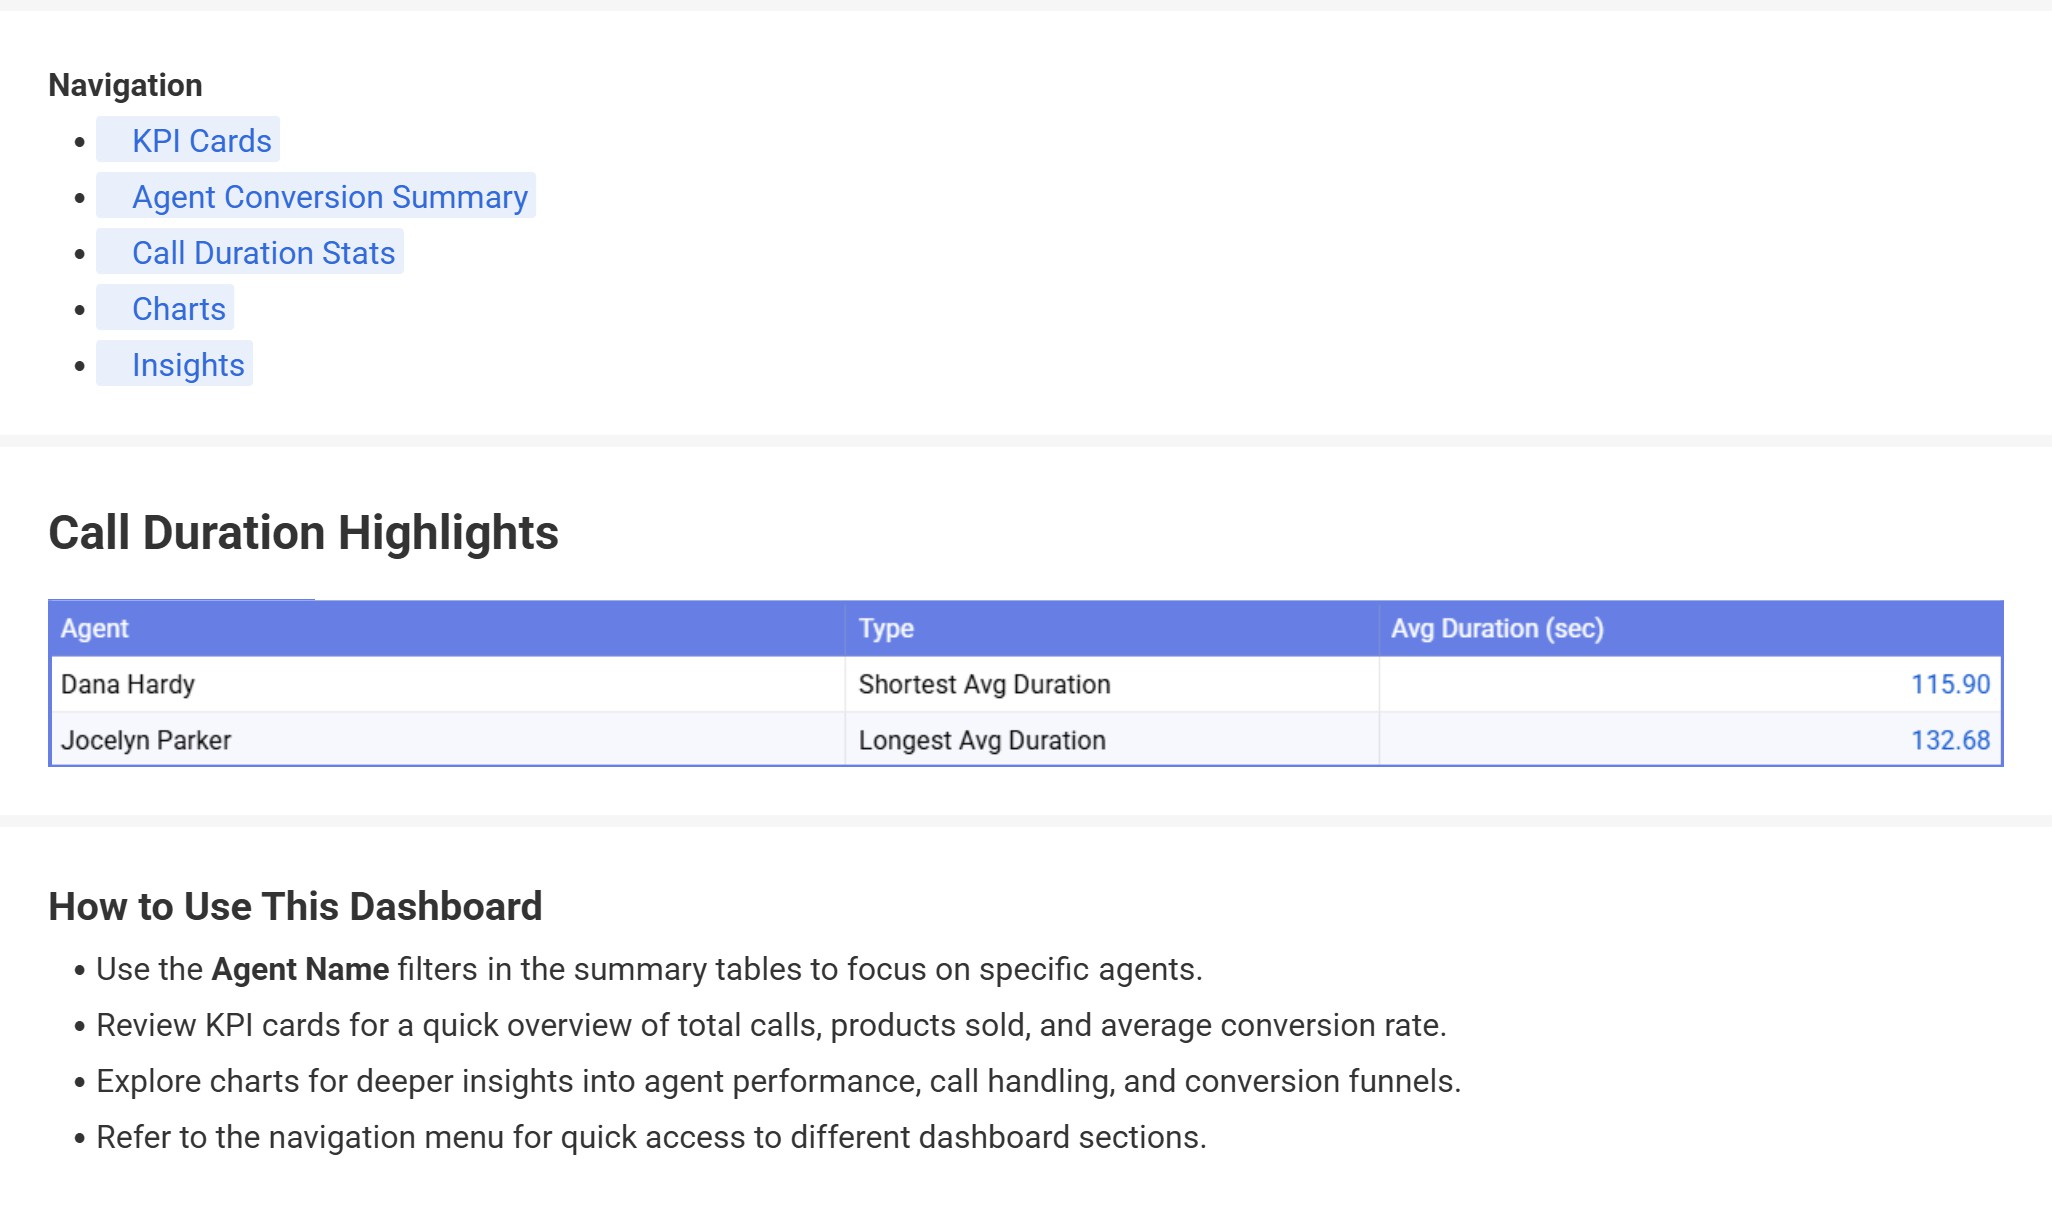 Navigation
• KPI Cards
• Agent Conversion Summary
• Call Duration Stats
• Charts
• Insights
Call Duration Highlights
Agent Type Avg Duration (sec)
Dana Hardy Shortest Avg Duration 115.90
Jocelyn Parker Longest Avg Duration 132.68
How to Use This Dashboard
• Use the Agent Name filters in the summary tables to focus on specific agents.
• Review KPI cards for a quick overview of total calls, products sold, and average conversion rate.
• Explore charts for deeper insights into agent performance, call handling, and conversion funnels.
• Refer to the navigation menu for quick access to different dashboard sections.